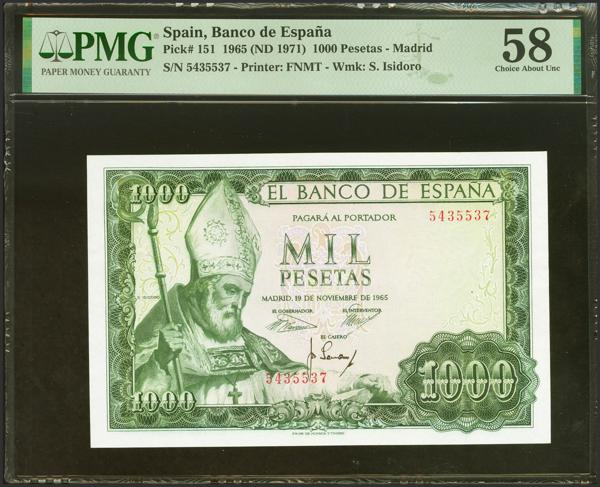 PMG®
PAPER MONEY GUARANTY
Spain, Banco de España
Pick# 151 1965 (ND 1971) 1000 Pesetas - Madrid
S/N 5435537 - Printer: FNMT - Wmk: S. Isidoro
58
Choice About Unc
1000
EL BANCO DE ESPAÑA
PAGARÁ AL PORTADOR
5435537
MIL
PESETAS
MADRID, 19 DE NOVIEMBRE DE 1965
EL GOBERNADOR
EL INTERVENTOR
EL CAJERO
5435537
1000
1000